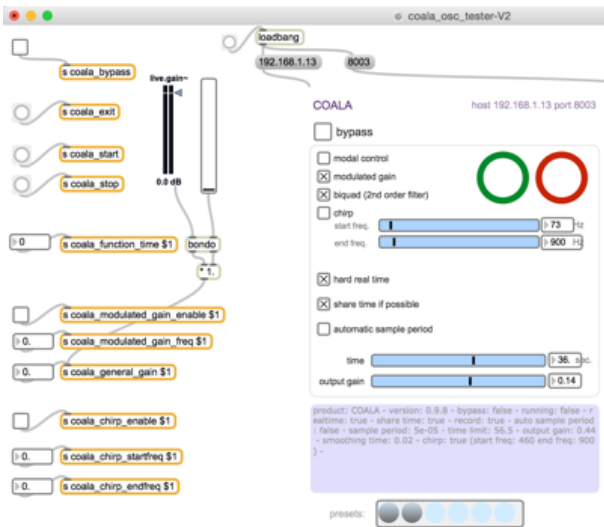 coala_osc_tester-V2
loadbang
s coala_bypass
live.gain~
192.168.1.13
8003
COALA
host 192.168.1.13 port 8003
s coala_exit
bypass
s coala_start
modal control
s coala_stop
modulated gain
0.0 dB
biquad (2nd order filter)
chirp
start freq.
73
Hz
0
s coala_function_time $1
bondo
end freq.
900
Hz
* 1.
hard real time
share time if possible
s coala_modulated_gain_enable $1
automatic sample period
0.
s coala_modulated_gain_freq $1
time
36.
sec.
0.
s coala_general_gain $1
output gain
0.14
product: COALA - version: 0.9.8 - bypass: false - running: false - r
ealtime: true - share time: true - record: true - auto sample period
: false - sample period: 5e-05 - time limit: 56.5 - output gain: 0.44
- smoothing time: 0.02 - chirp: true (start freq: 460 end freq: 900
) -
s coala_chirp_enable $1
0.
s coala_chirp_startfreq $1
0.
s coala_chirp_endfreq $1
presets: